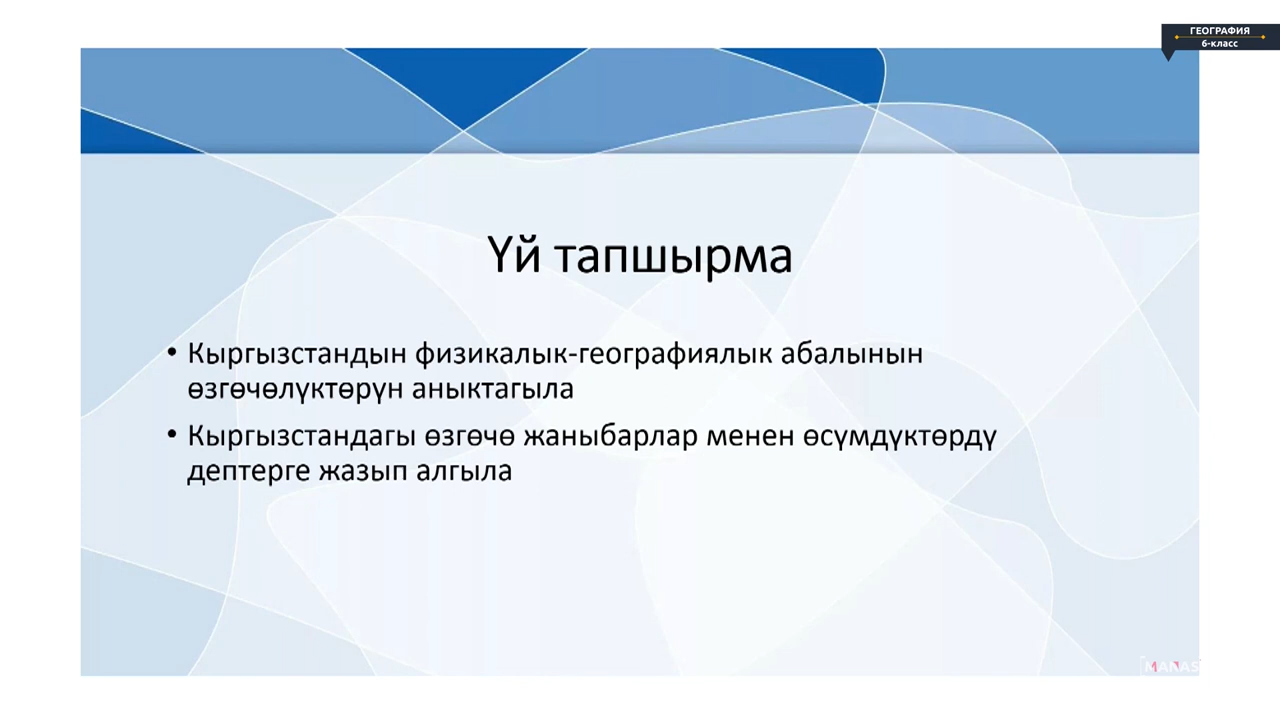 ГЕОГРАФИЯ
6-класс
Үй тапшырма
• Кыргызстандын физикалык-географиялык абалынын
өзгөчөлүктөрүн аныктагыла
• Кыргызстандагы өзгөчө жаныбарлар менен өсүмдүктөрдү
дептерге жазып алгыла
MANAS